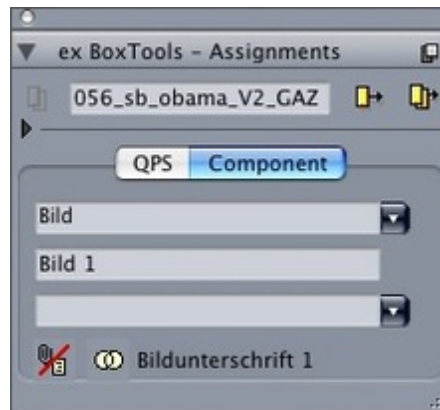 ex BoxTools - Assignments
056_sb_obama_V2_GAZ
QPS Component
Bild
Bild 1
Bildunterschrift 1